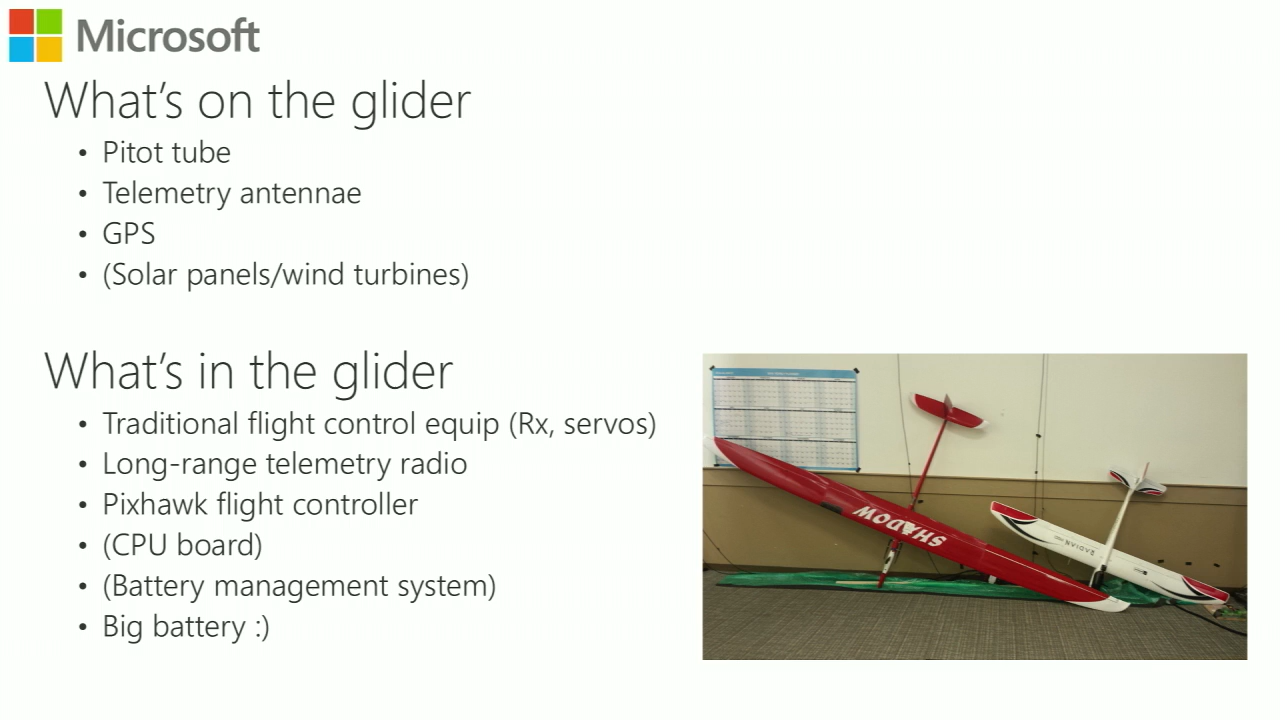 Microsoft
What's on the glider
• Pitot tube
• Telemetry antennae
• GPS
• (Solar panels/wind turbines)
What's in the glider
• Traditional flight control equip (Rx, servos)
• Long-range telemetry radio
• Pixhawk flight controller
• (CPU board)
• (Battery management system)
• Big battery :)
SHADOW
RADIAN